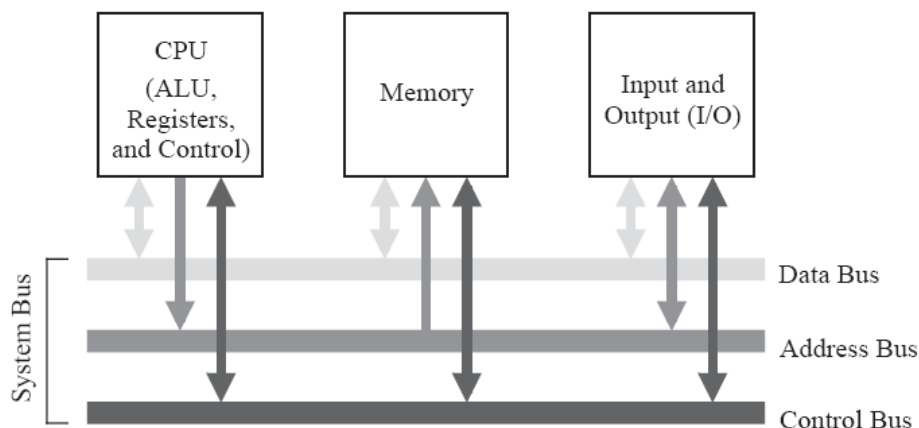 CPU
(ALU,
Registers,
and Control)
Memory
Input and
Output (I/O)
System Bus
Data Bus
Address Bus
Control Bus